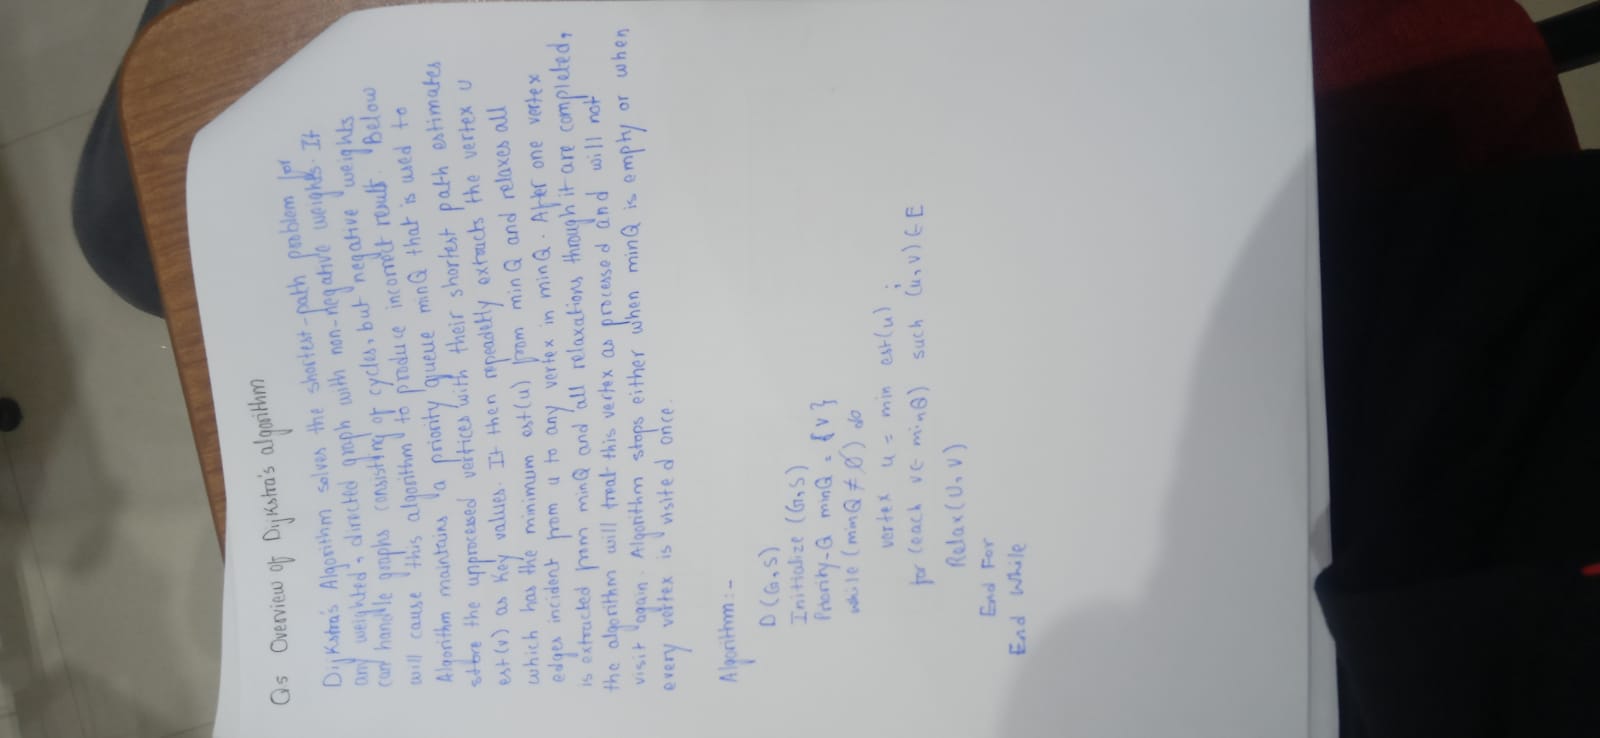 Q5 Overview of Dijkstra's algorithm
Dijkstra's Algorithm solves the shortest-path problem for
any weighted, directed graph with non-negative weights. It
can handle graphs consisting of cycles, but negative weights
will cause this algorithm to produce incorrect result. Below
Algorithm maintains a priority queue minQ that is used to
store the unprocessed vertices with their shortest path estimates
est(v) as key values. It then repeadetly extracts the vertex u
which has the minimum est(u) from minQ and relaxes all
edges incident from u to any vertex in minQ. After one vertex
is extracted from minQ and all relaxations through it are completed,
the algorithm will treat this vertex as processed and will not
visit again. Algorithm stops either when minQ is empty or when
every vertex is visited once.
Algorithm:-
D (G, S)
Initialize (G, S)
Priority-Q minQ = {V}
while (minQ ≠ ∅) do
vertex u = min est(u) ;
for (each v ∈ minQ) such (u, v) ∈ E
Relax(U, V)
End For
End While